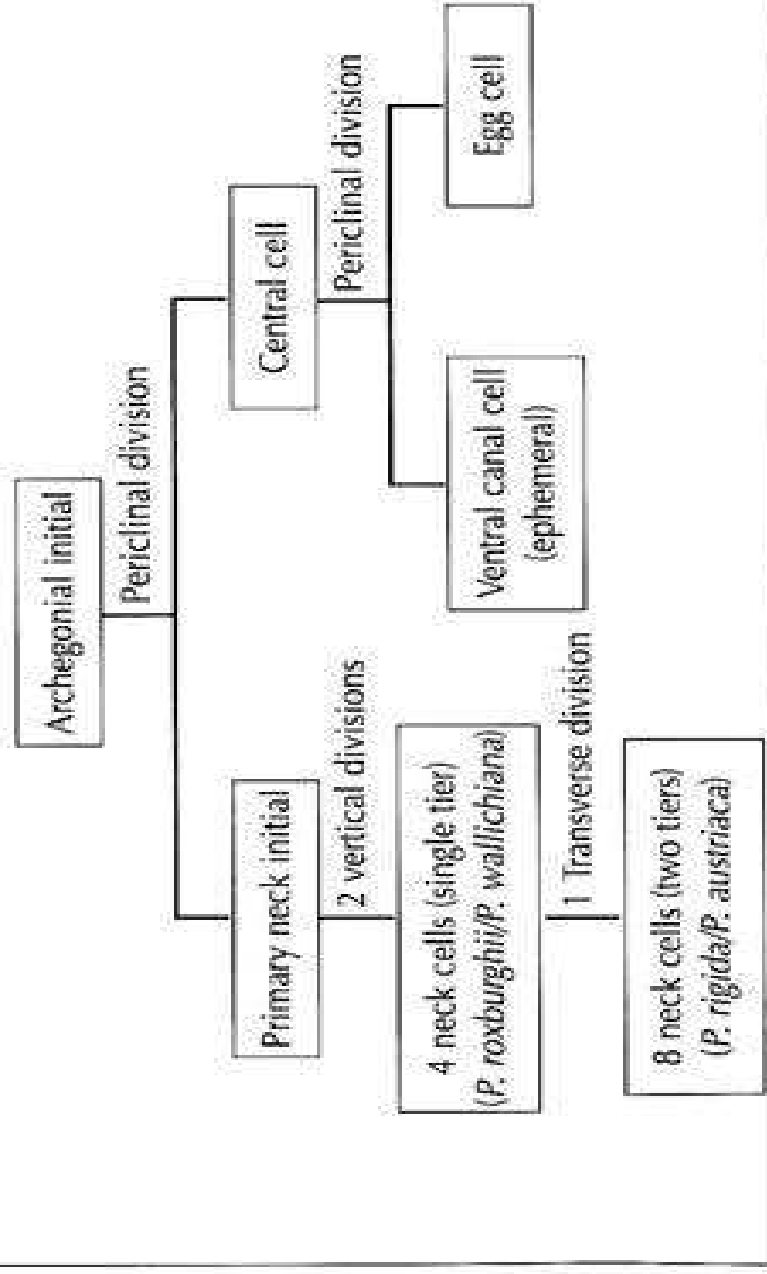 Archegonial initial
Periclinal division
Primary neck initial
Central cell
2 vertical divisions
Periclinal division
4 neck cells (single tier)
(P. roxburghii/P. wallichiana)
Ventral canal cell
(ephemeral)
Egg cell
1 Transverse division
8 neck cells (two tiers)
(P. rigida/P. austriaca)